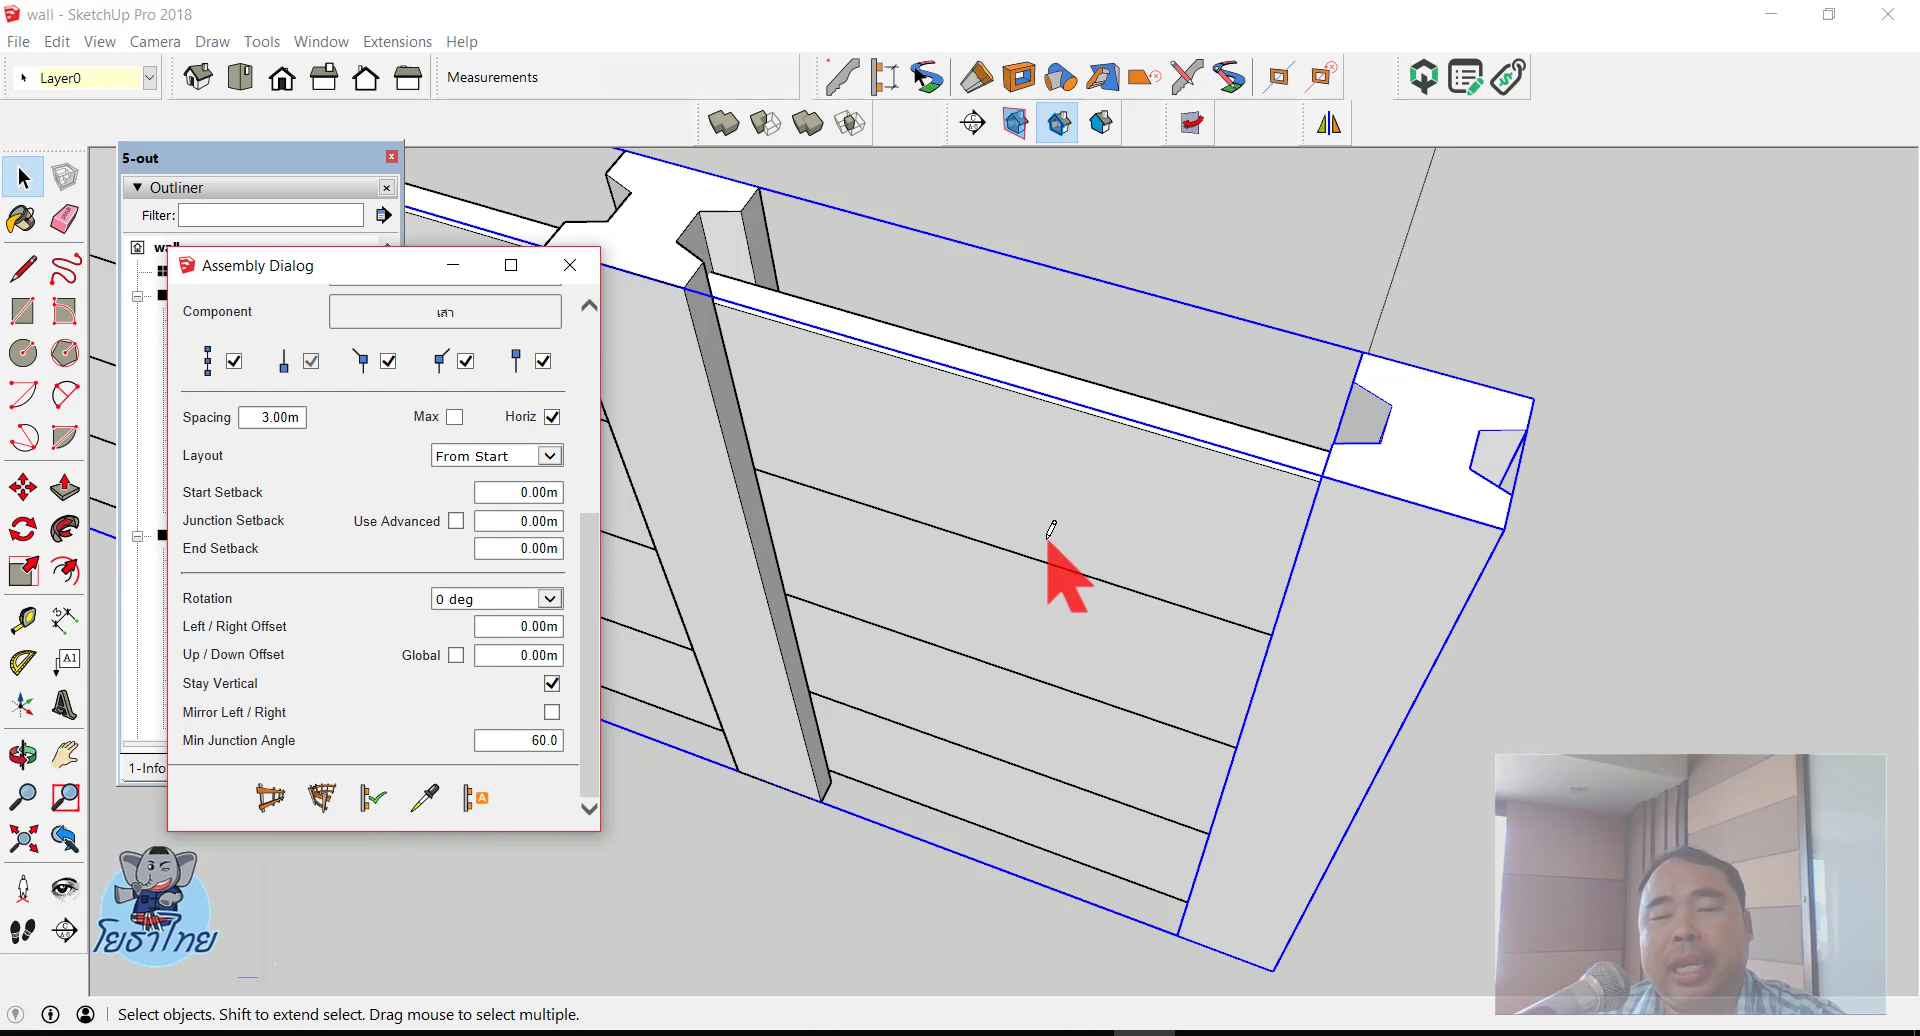 wall - SketchUp Pro 2018
File Edit View Camera Draw Tools Window Extensions Help
Layer0
Measurements
5-out
Outliner
Filter:
Assembly Dialog
Component
เสา
Spacing 3.00m Max Horiz
Layout From Start
Start Setback 0.00m
Junction Setback Use Advanced 0.00m
End Setback 0.00m
Rotation 0 deg
Left / Right Offset 0.00m
Up / Down Offset Global 0.00m
Stay Vertical
Mirror Left / Right
Min Junction Angle 60.0
1-Info
A1
A
โยธาไทย
Select objects. Shift to extend select. Drag mouse to select multiple.